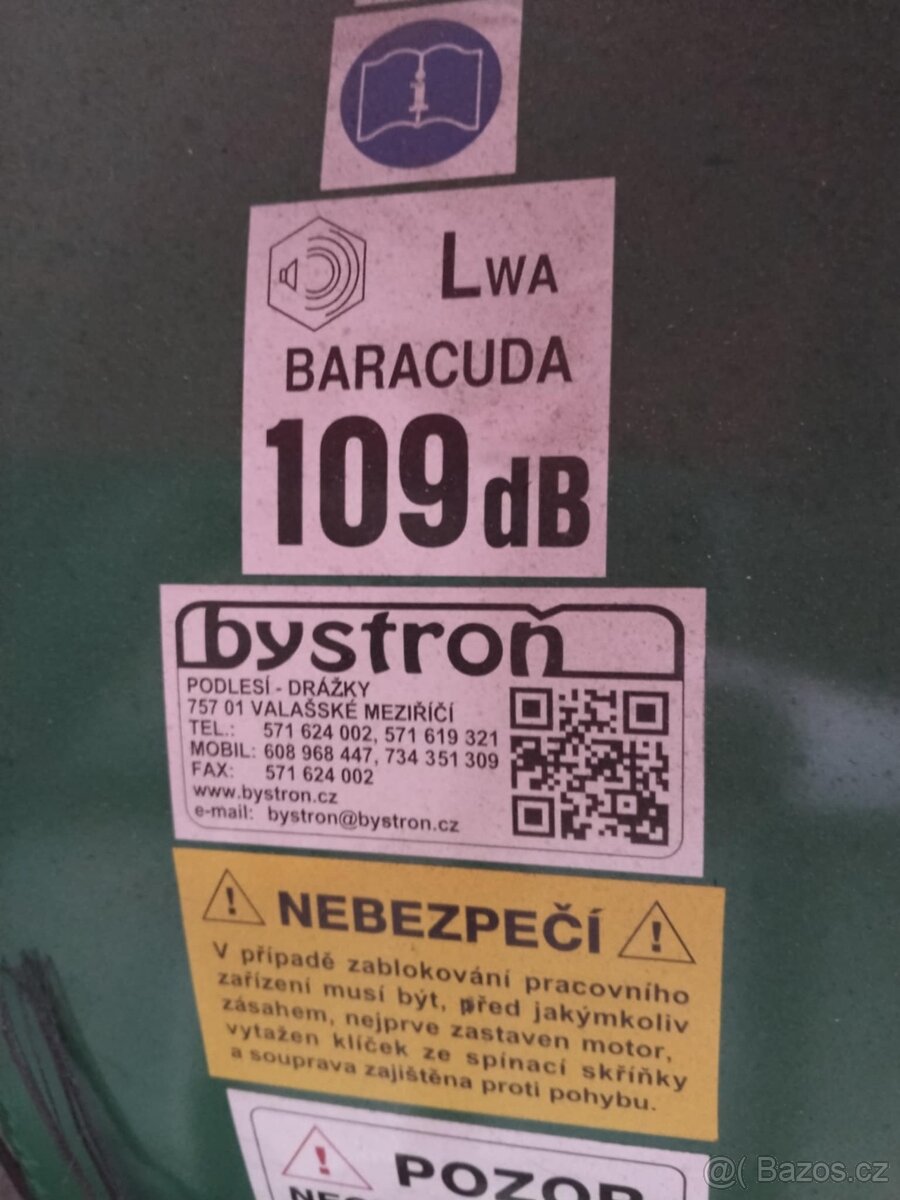 LWA
BARACUDA
109 dB
bystroň
PODLESÍ - DRÁŽKY
757 01 VALAŠSKÉ MEZIŘÍČÍ
TEL.: 571 624 002, 571 619 321
MOBIL: 608 968 447, 734 351 309
FAX: 571 624 002
www.bystron.cz
e-mail: bystron@bystron.cz
! NEBEZPEČÍ !
V případě zablokování pracovního
zařízení musí být, před jakýmkoliv
zásahem, nejprve zastaven motor,
vytažen klíček ze spínací skříňky
a souprava zajištěna proti pohybu.
! POZOR
@( Bazos.cz